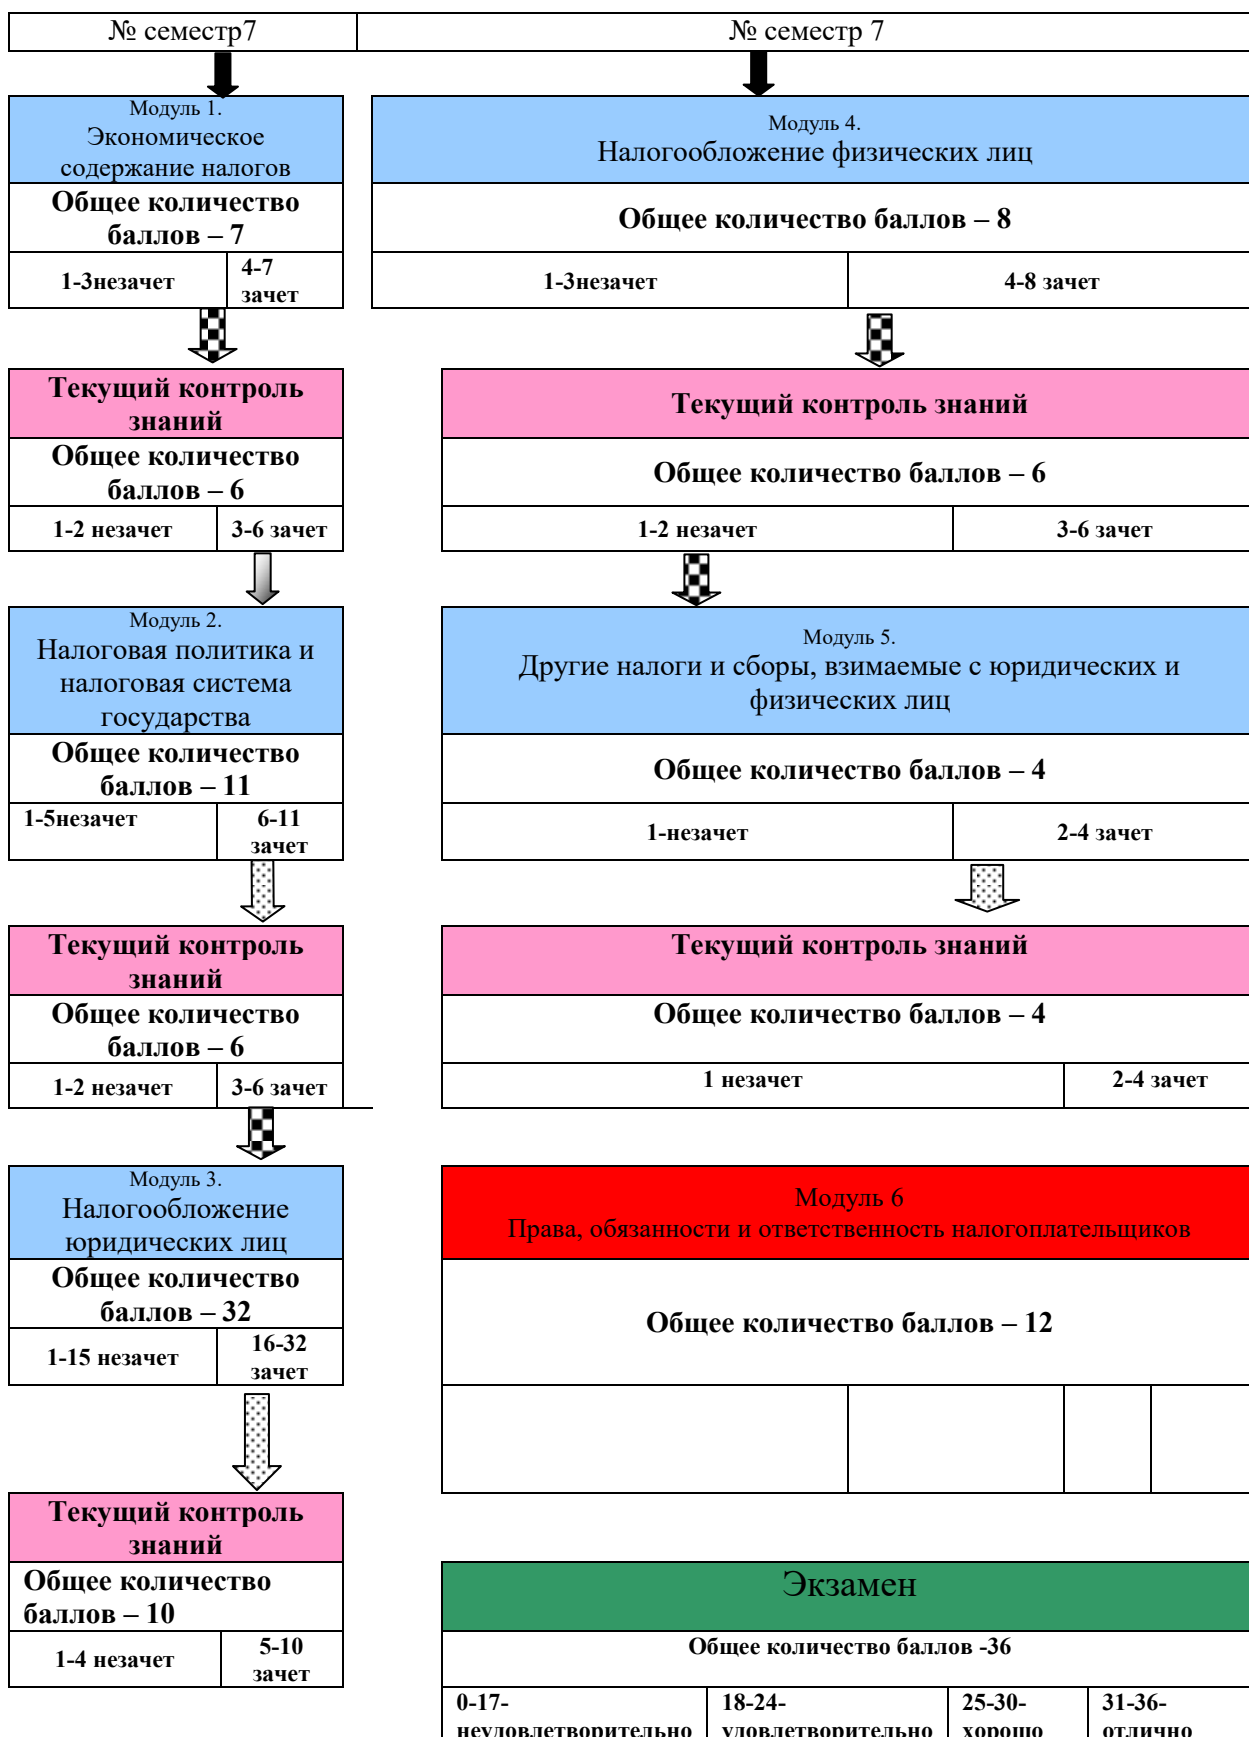 № семестр7
№ семестр 7
Модуль 1.
Экономическое
содержание налогов
Общее количество
баллов – 7
1-3незачет
4-7
зачет
Текущий контроль
знаний
Общее количество
баллов – 6
1-2 незачет
3-6 зачет
Модуль 2.
Налоговая политика и
налоговая система
государства
Общее количество
баллов – 11
1-5незачет
6-11
зачет
Текущий контроль
знаний
Общее количество
баллов – 6
1-2 незачет
3-6 зачет
Модуль 3.
Налогообложение
юридических лиц
Общее количество
баллов – 32
1-15 незачет
16-32
зачет
Текущий контроль
знаний
Общее количество
баллов – 10
1-4 незачет
5-10
зачет
Модуль 4.
Налогообложение физических лиц
Общее количество баллов – 8
1-3незачет
4-8 зачет
Текущий контроль знаний
Общее количество баллов – 6
1-2 незачет
3-6 зачет
Модуль 5.
Другие налоги и сборы, взимаемые с юридических и
физических лиц
Общее количество баллов – 4
1-незачет
2-4 зачет
Текущий контроль знаний
Общее количество баллов – 4
1 незачет
2-4 зачет
Модуль 6
Права, обязанности и ответственность налогоплательщиков
Общее количество баллов – 12
Экзамен
Общее количество баллов -36
0-17-
неудовлетворительно
18-24-
удовлетворительно
25-30-
хорошо
31-36-
отлично